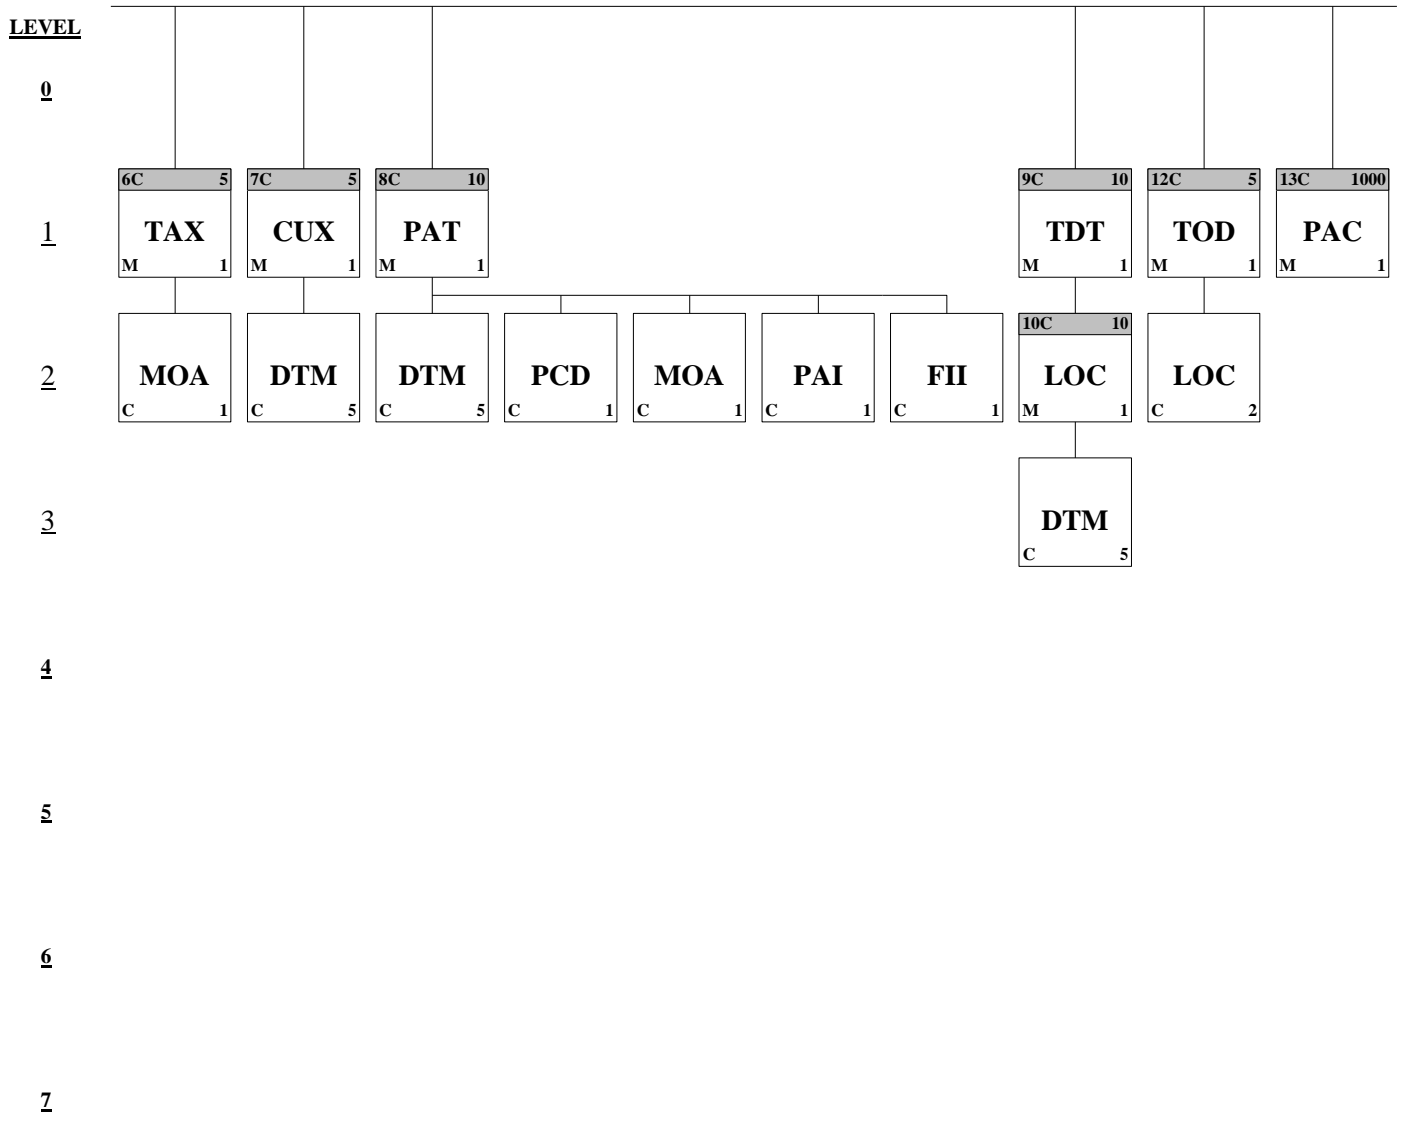 LEVEL
0
6C 5 7C 5 8C 10 9C 10 12C 5 13C 1000
1 TAX CUX PAT TDT TOD PAC
M 1 M 1 M 1 M 1 M 1 M 1
10C 10
2 MOA DTM DTM PCD MOA PAI FII LOC LOC
C 1 C 5 C 5 C 1 C 1 C 1 C 1 M 1 C 2
3 DTM
C 5
4
5
6
7